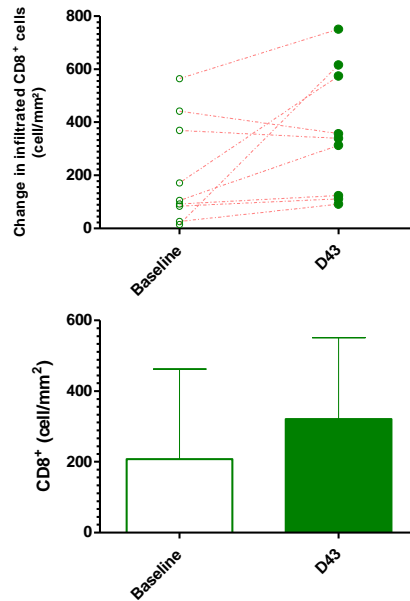 Change in infiltrated CD8⁺ cells
(cell/mm²)
800
600
400
200
0
Baseline
D43
CD8⁺ (cell/mm²)
600
400
200
0
Baseline
D43